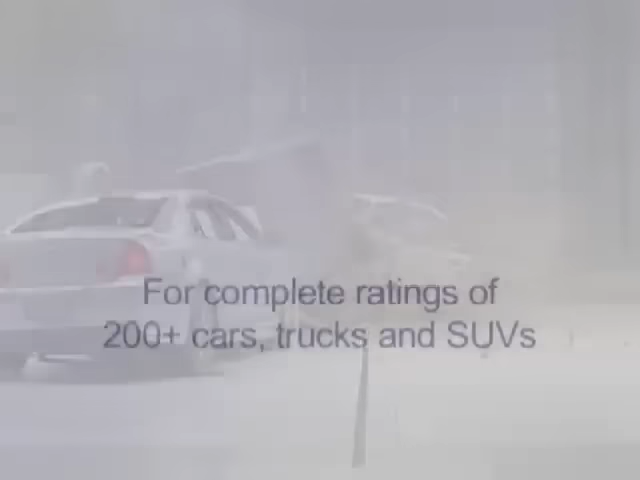 For complete ratings of
200+ cars, trucks and SUVs